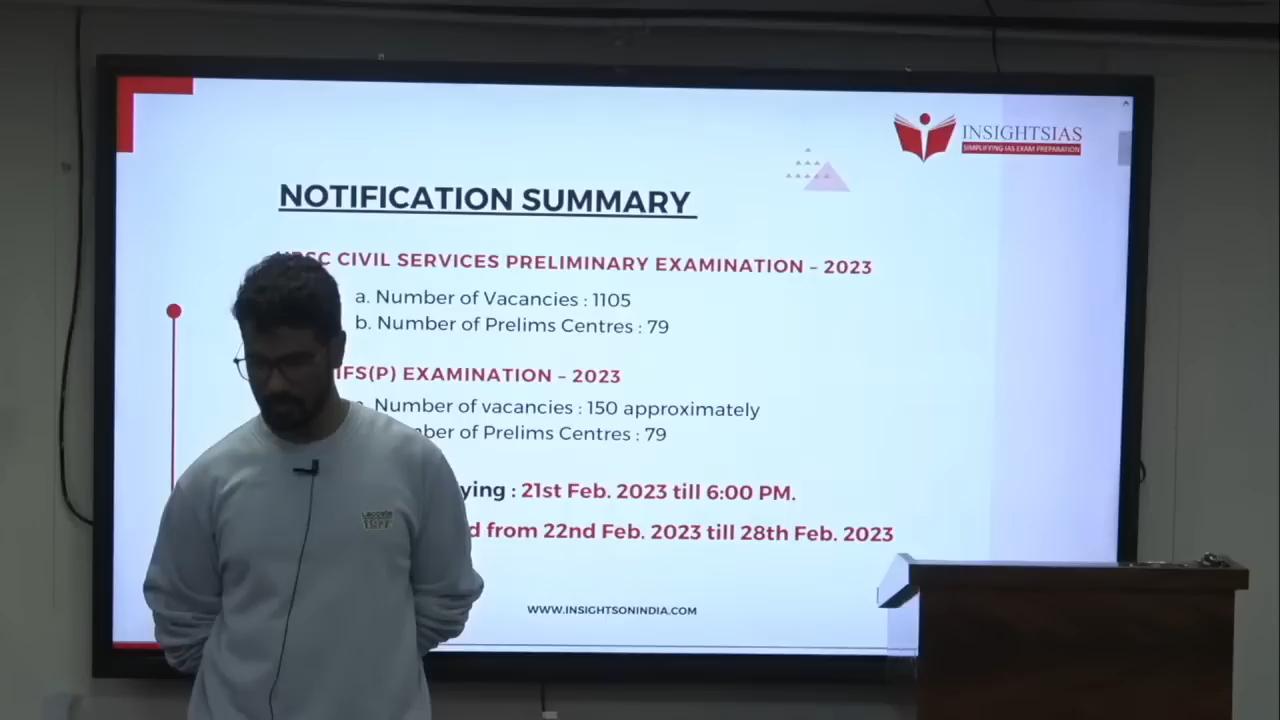 INSIGHTSIAS
SIMPLIFYING IAS EXAM PREPARATION
NOTIFICATION SUMMARY
CIVIL SERVICES PRELIMINARY EXAMINATION – 2023
a. Number of Vacancies : 1105
b. Number of Prelims Centres : 79
IFS(P) EXAMINATION – 2023
Number of vacancies : 150 approximately
of Prelims Centres : 79
: 21st Feb. 2023 till 6:00 PM.
from 22nd Feb. 2023 till 28th Feb. 2023
WWW.INSIGHTSONINDIA.COM